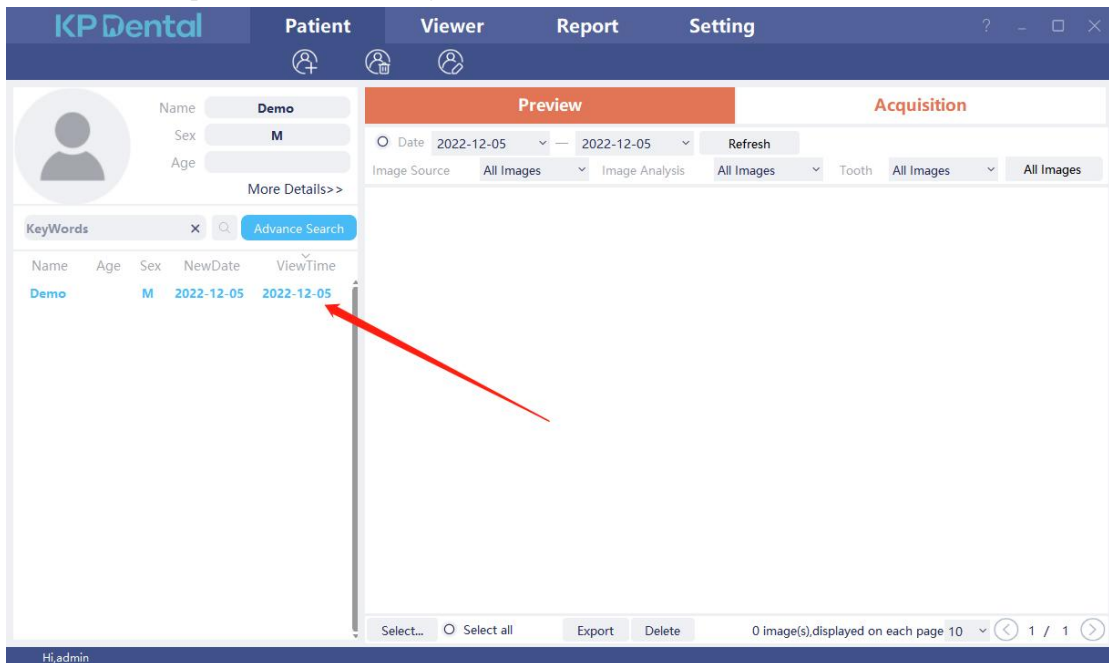 KP Dental Patient Viewer Report Setting ?
Name Demo
Sex M
Age
More Details>>
KeyWords Advance Search
Name Age Sex NewDate ViewTime
Demo M 2022-12-05 2022-12-05
Preview Acquisition
Date 2022-12-05 — 2022-12-05 Refresh
Image Source All Images Image Analysis All Images Tooth All Images All Images
Select... Select all Export Delete 0 image(s),displayed on each page 10 1 / 1
Hi,admin